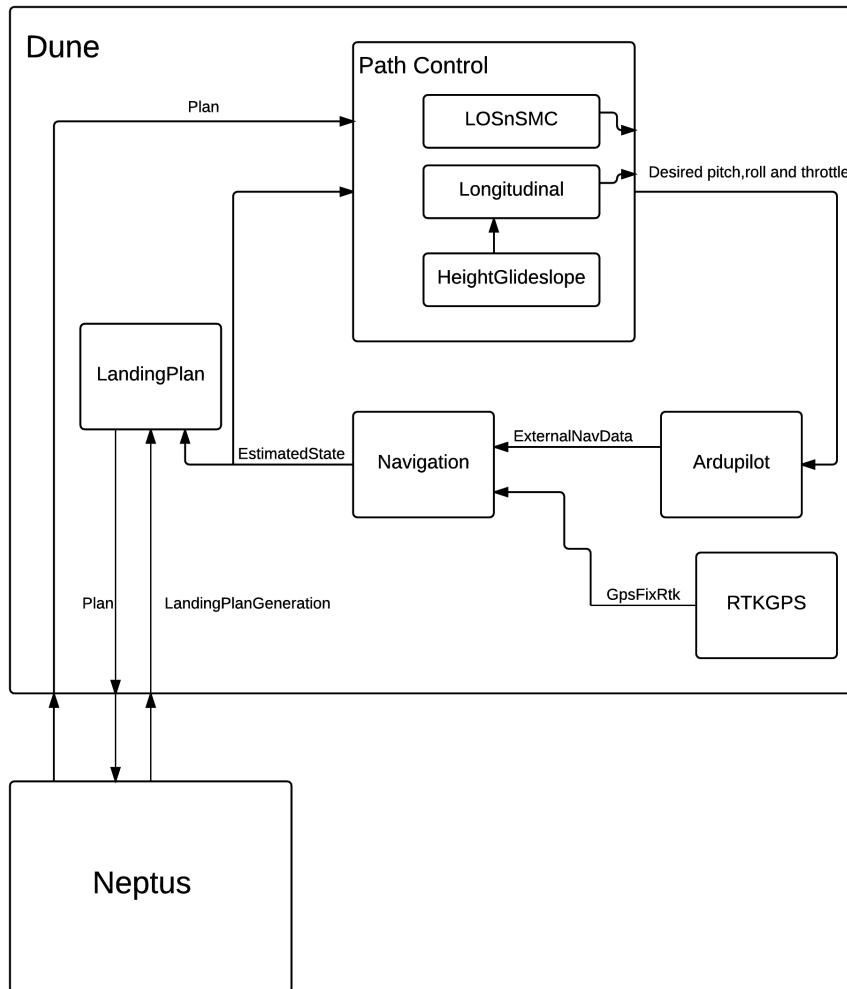 Dune
Path Control
Plan
LOSnSMC
Longitudinal
Desired pitch,roll and throttle
HeightGlideslope
LandingPlan
EstimatedState
Navigation
ExternalNavData
Ardupilot
Plan
LandingPlanGeneration
GpsFixRtk
RTKGPS
Neptus